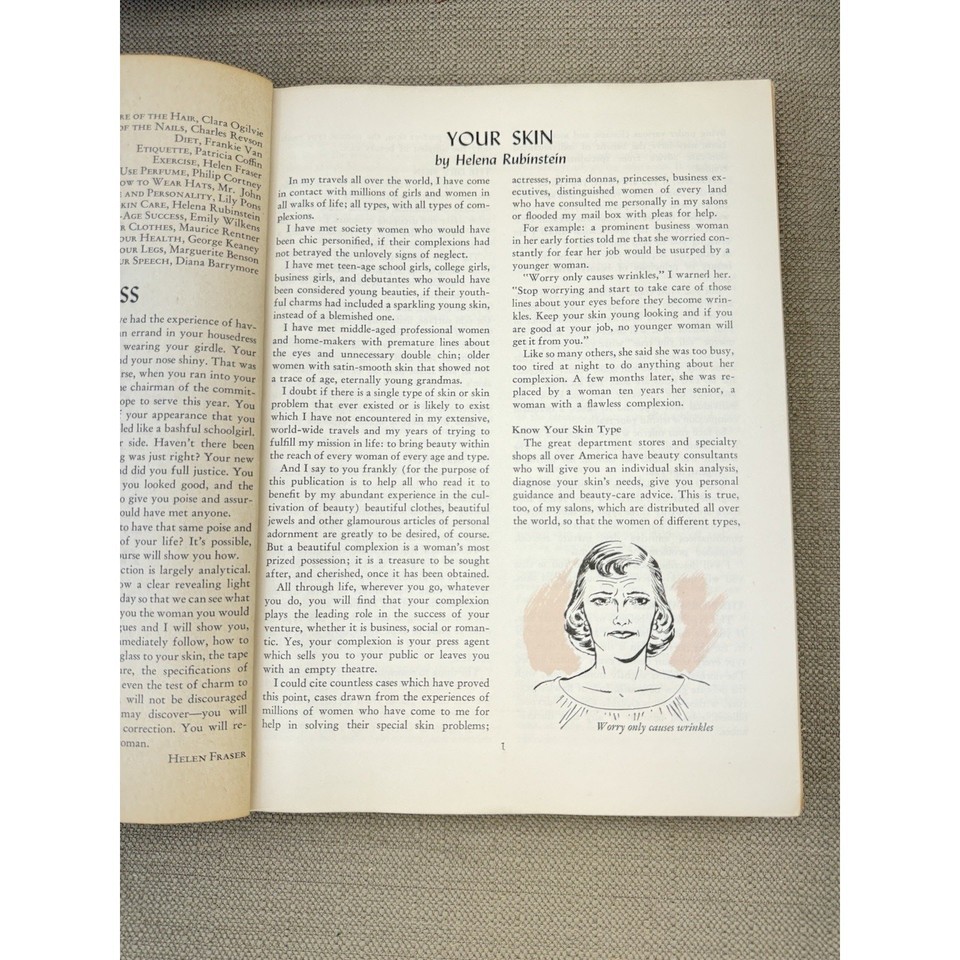 RE OF THE HAIR, Clara Ogilvie
OF THE NAILS, Charles Revson
DIET, Frankie Van
ETIQUETTE, Patricia Coffin
EXERCISE, Helen Fraser
USE PERFUME, Philip Cortney
OW TO WEAR HATS, Mr. John
AND PERSONALITY, Lily Pons
KIN CARE, Helena Rubinstein
-AGE SUCCESS, Emily Wilkens
R CLOTHES, Maurice Rentner
OUR HEALTH, George Keaney
OUR LEGS, Marguerite Benson
UR SPEECH, Diana Barrymore
SS
ve had the experience of hav-
n errand in your housedress
wearing your girdle. Your
nd your nose shiny. That was
rse, when you ran into your
e chairman of the commit-
ope to serve this year. You
f your appearance that you
led like a bashful schoolgirl.
r side. Haven't there been
g was just right? Your new
nd did you full justice. You
you looked good, and the
o give you poise and assur-
ould have met anyone.
to have that same poise and
of your life? It's possible,
urse will show you how.
ction is largely analytical.
ow a clear revealing light
day so that we can see what
you the woman you would
gues and I will show you,
mmediately follow, how to
glass to your skin, the tape
re, the specifications of
even the test of charm to
will not be discouraged
may discover—you will
correction. You will re-
oman.
HELEN FRASER
YOUR SKIN
by Helena Rubinstein
In my travels all over the world, I have come
in contact with millions of girls and women in
all walks of life; all types, with all types of com-
plexions.
I have met society women who would have
been chic personified, if their complexions had
not betrayed the unlovely signs of neglect.
I have met teen-age school girls, college girls,
business girls, and debutantes who would have
been considered young beauties, if their youth-
ful charms had included a sparkling young skin,
instead of a blemished one.
I have met middle-aged professional women
and home-makers with premature lines about
the eyes and unnecessary double chin; older
women with satin-smooth skin that showed not
a trace of age, eternally young grandmas.
I doubt if there is a single type of skin or skin
problem that ever existed or is likely to exist
which I have not encountered in my extensive,
world-wide travels and my years of trying to
fulfill my mission in life: to bring beauty within
the reach of every woman of every age and type.
And I say to you frankly (for the purpose of
this publication is to help all who read it to
benefit by my abundant experience in the cul-
tivation of beauty) beautiful clothes, beautiful
jewels and other glamourous articles of personal
adornment are greatly to be desired, of course.
But a beautiful complexion is a woman's most
prized possession; it is a treasure to be sought
after, and cherished, once it has been obtained.
All through life, wherever you go, whatever
you do, you will find that your complexion
plays the leading role in the success of your
venture, whether it is business, social or roman-
tic. Yes, your complexion is your press agent
which sells you to your public or leaves you
with an empty theatre.
I could cite countless cases which have proved
this point, cases drawn from the experiences of
millions of women who have come to me for
help in solving their special skin problems;
actresses, prima donnas, princesses, business ex-
ecutives, distinguished women of every land
who have consulted me personally in my salons
or flooded my mail box with pleas for help.
For example: a prominent business woman
in her early forties told me that she worried con-
stantly for fear her job would be usurped by a
younger woman.
"Worry only causes wrinkles," I warned her.
"Stop worrying and start to take care of those
lines about your eyes before they become wrin-
kles. Keep your skin young looking and if you
are good at your job, no younger woman will
get it from you."
Like so many others, she said she was too busy,
too tired at night to do anything about her
complexion. A few months later, she was re-
placed by a woman ten years her senior, a
woman with a flawless complexion.
Know Your Skin Type
The great department stores and specialty
shops all over America have beauty consultants
who will give you an individual skin analysis,
diagnose your skin's needs, give you personal
guidance and beauty-care advice. This is true,
too, of my salons, which are distributed all over
the world, so that the women of different types,
Worry only causes wrinkles
1